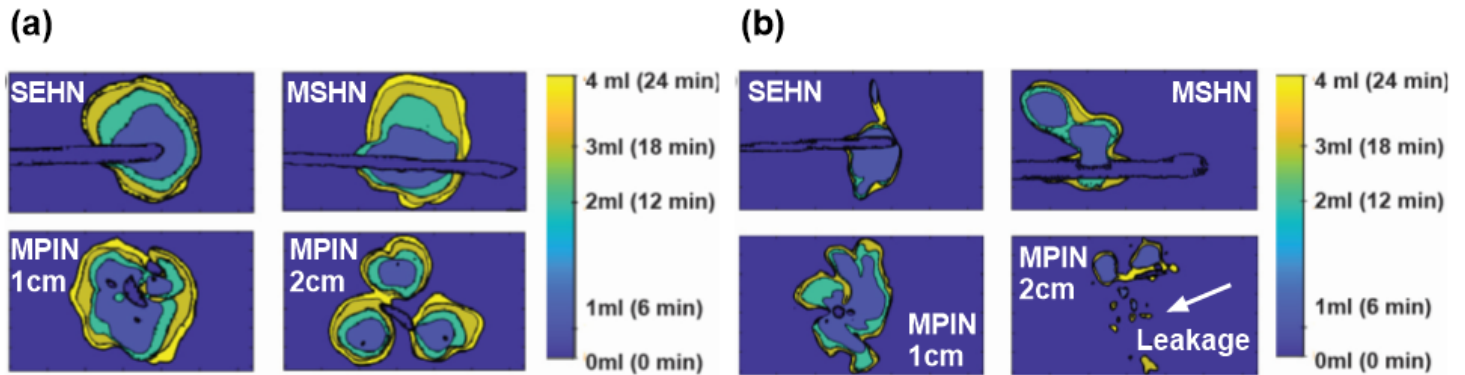 (a)
(b)
SEHN
MSHN
4 ml (24 min)
3ml (18 min)
2ml (12 min)
MPIN
1cm
MPIN
2cm
1ml (6 min)
0ml (0 min)
SEHN
MSHN
4 ml (24 min)
3ml (18 min)
2ml (12 min)
MPIN
1cm
MPIN
2cm
Leakage
1ml (6 min)
0ml (0 min)